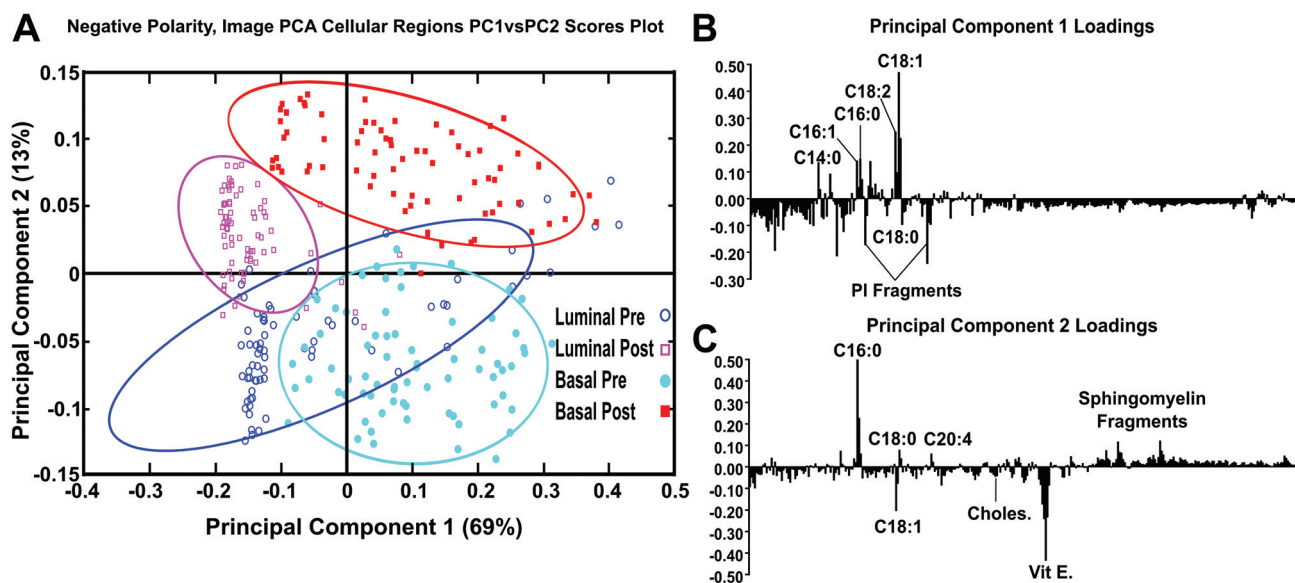 A
Negative Polarity, Image PCA Cellular Regions PC1vsPC2 Scores Plot
Principal Component 2 (13%)
0.15
0.1
0.05
0
-0.05
-0.1
-0.15
-0.4 -0.3 -0.2 -0.1 0 0.1 0.2 0.3 0.4 0.5
Principal Component 1 (69%)
Luminal Pre
Luminal Post
Basal Pre
Basal Post
B
Principal Component 1 Loadings
0.50
0.40
0.30
0.20
0.10
0.00
-0.10
-0.20
-0.30
C18:1
C18:2
C16:0
C16:1
C14:0
C18:0
PI Fragments
C
Principal Component 2 Loadings
0.50
0.40
0.30
0.20
0.10
0.00
-0.10
-0.20
-0.30
-0.40
-0.50
C16:0
C18:0 C20:4
Sphingomyelin
Fragments
C18:1
Choles.
Vit E.